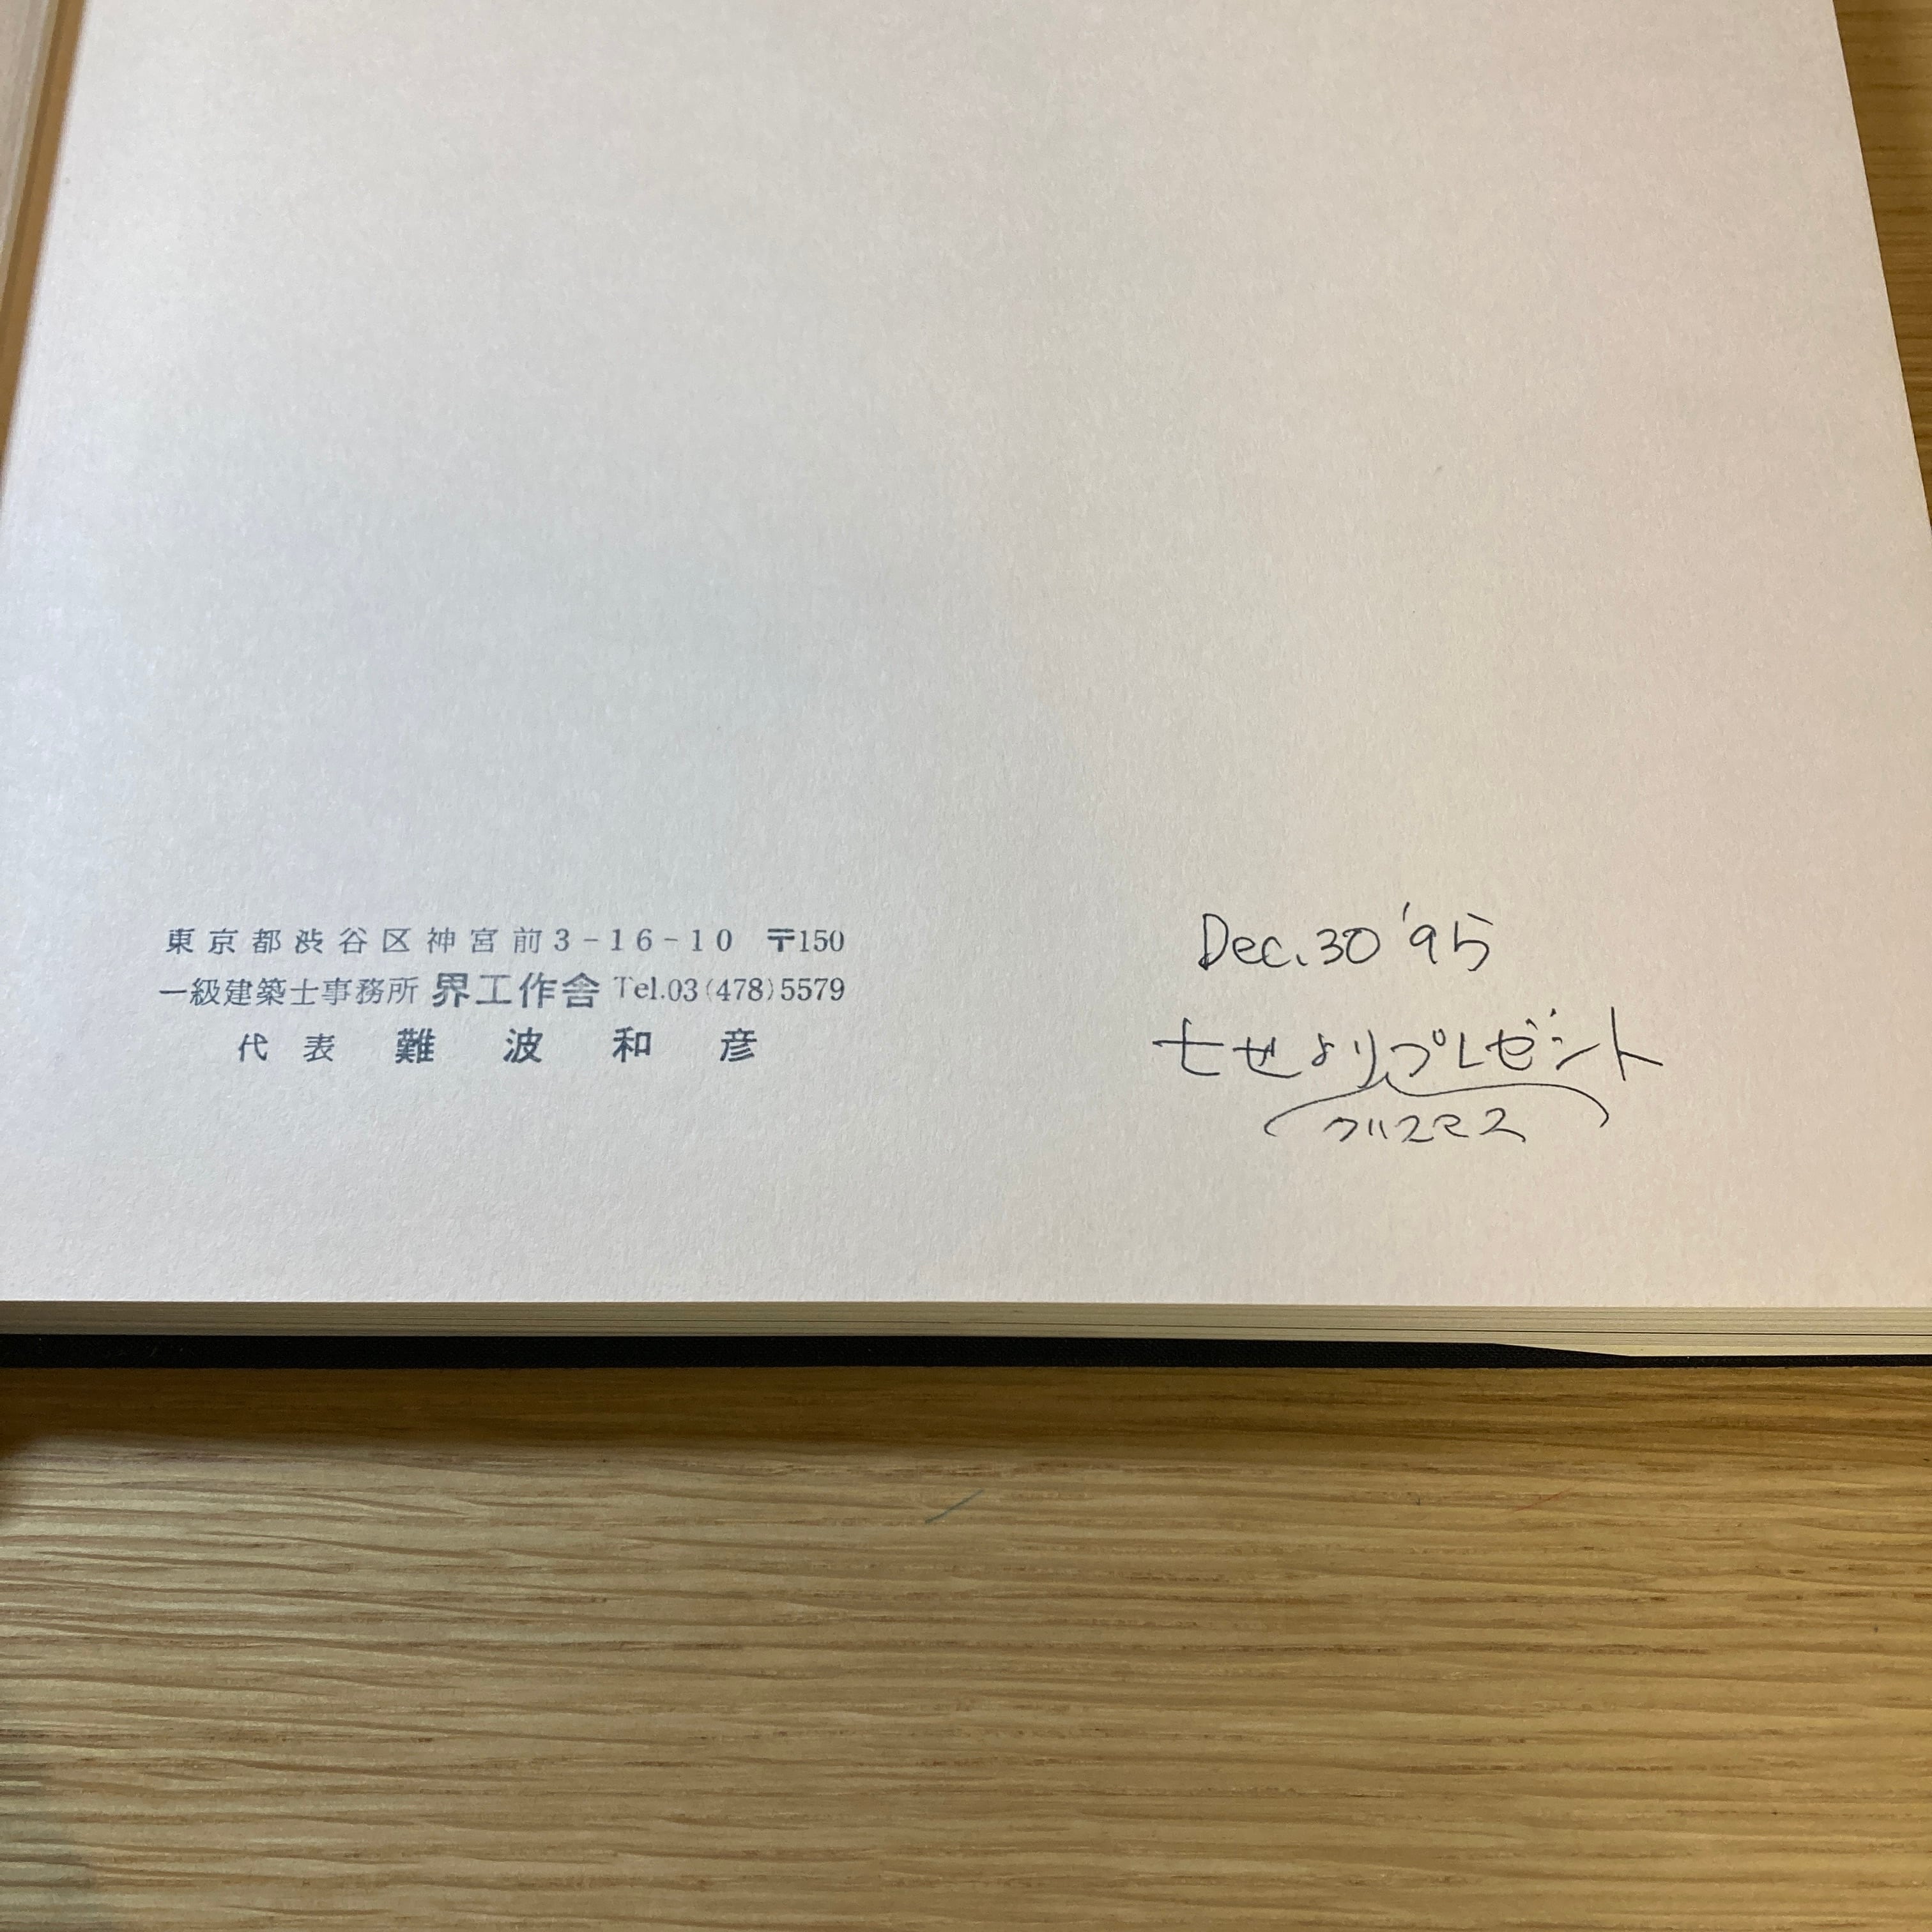 東京都渋谷区神宮前3-16-10 〒150
一級建築士事務所 界工作舎 Tel.03(478)5579
代表 難波和彦
Dec.30 '95
七せよりプレゼント
クリスマス